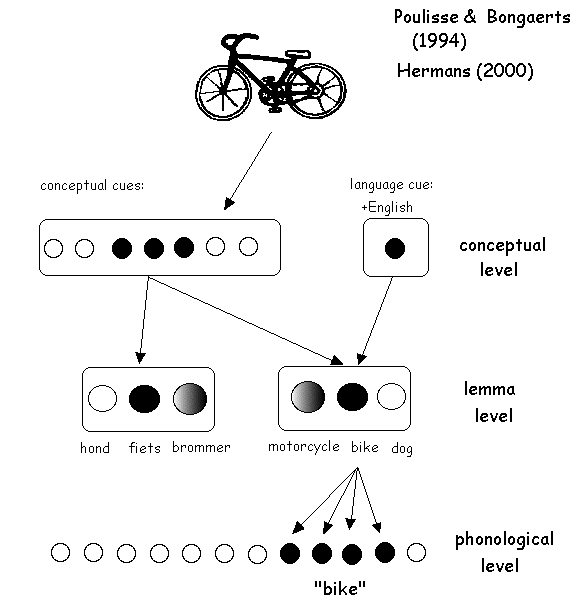 Poulisse & Bongaerts
(1994)
Hermans (2000)
conceptual cues:
language cue:
+English
conceptual
level
lemma
level
hond fiets brommer
motorcycle bike dog
phonological
level
"bike"